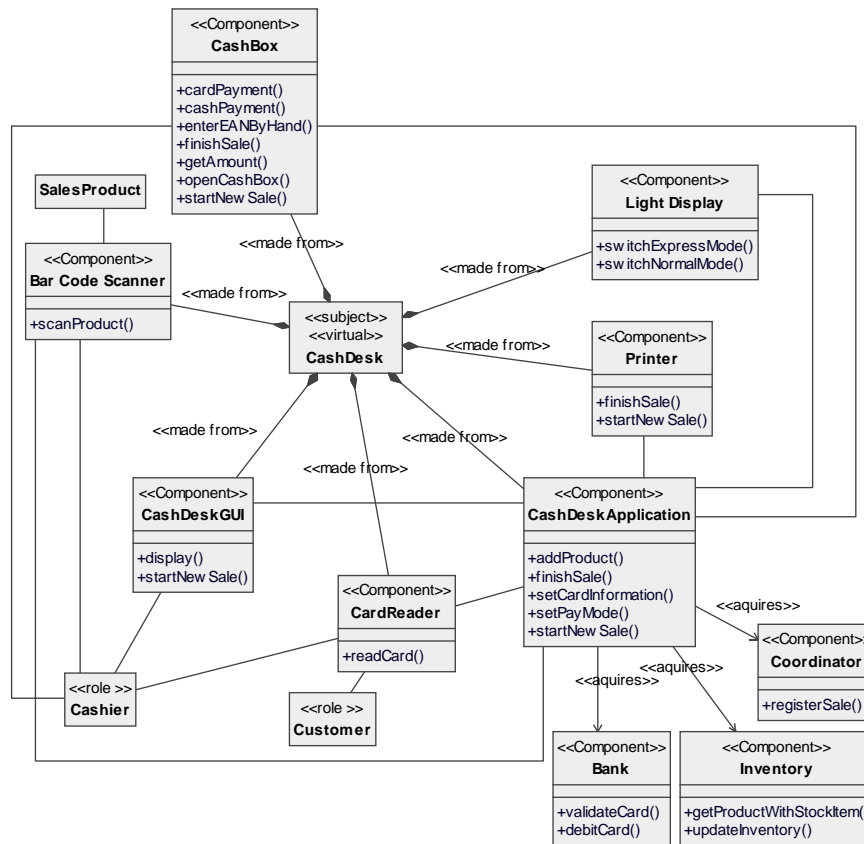 <<Component>>
CashBox
+cardPayment()
+cashPayment()
+enterEANByHand()
+finishSale()
+getAmount()
+openCashBox()
+startNew Sale()
SalesProduct
<<Component>>
Light Display
+switchExpressMode()
+switchNormalMode()
<<made from>>
<<Component>>
Bar Code Scanner
+scanProduct()
<<made from>>
<<made from>>
<<subject>>
<<virtual>>
CashDesk
<<Component>>
Printer
+finishSale()
+startNew Sale()
<<made from>>
<<made from>>
<<made from>>
<<made from>>
<<Component>>
CashDeskGUI
+display()
+startNew Sale()
<<Component>>
CashDeskApplication
+addProduct()
+finishSale()
+setCardInformation()
+setPayMode()
+startNew Sale()
<<Component>>
CardReader
+readCard()
<<aquires>>
<<aquires>>
<<aquires>>
<<Component>>
Coordinator
+registerSale()
<<role >>
Cashier
<<role >>
Customer
<<Component>>
Bank
+validateCard()
+debitCard()
<<Component>>
Inventory
+getProductWithStockItem(
+updateInventory()